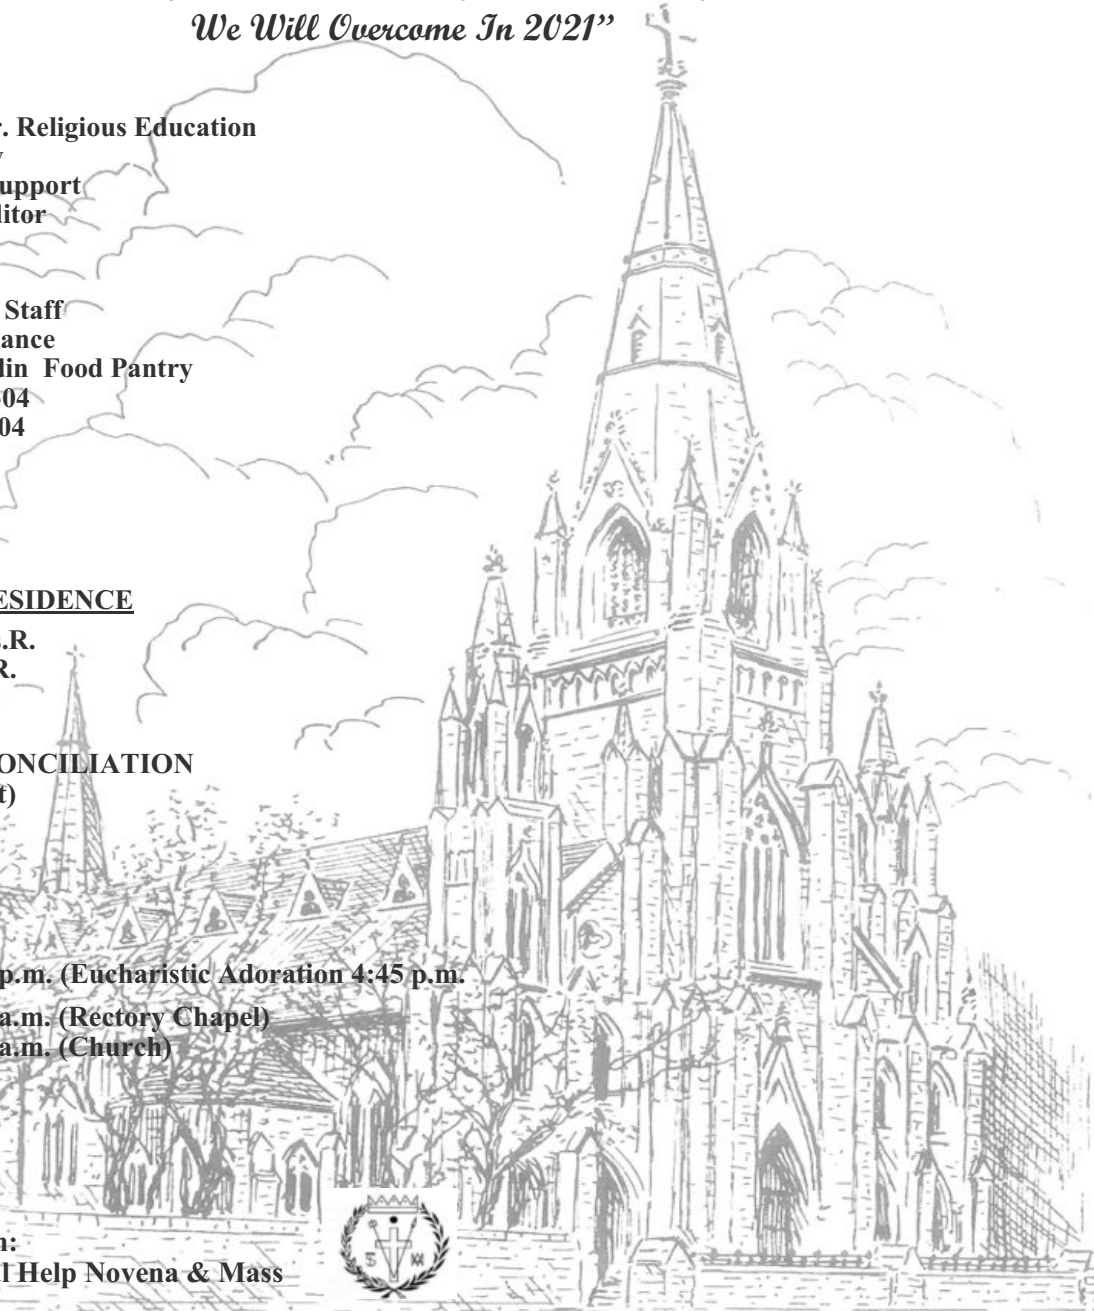 We Will Overcome In 2021”
r. Religious Education
y
upport
litor
Staff
ance
lin Food Pantry
04
04
ESIDENCE
s.R.
R.
ONCILIATION
t)
p.m. (Eucharistic Adoration 4:45 p.m.
a.m. (Rectory Chapel)
a.m. (Church)
n:
l Help Novena & Mass
S M